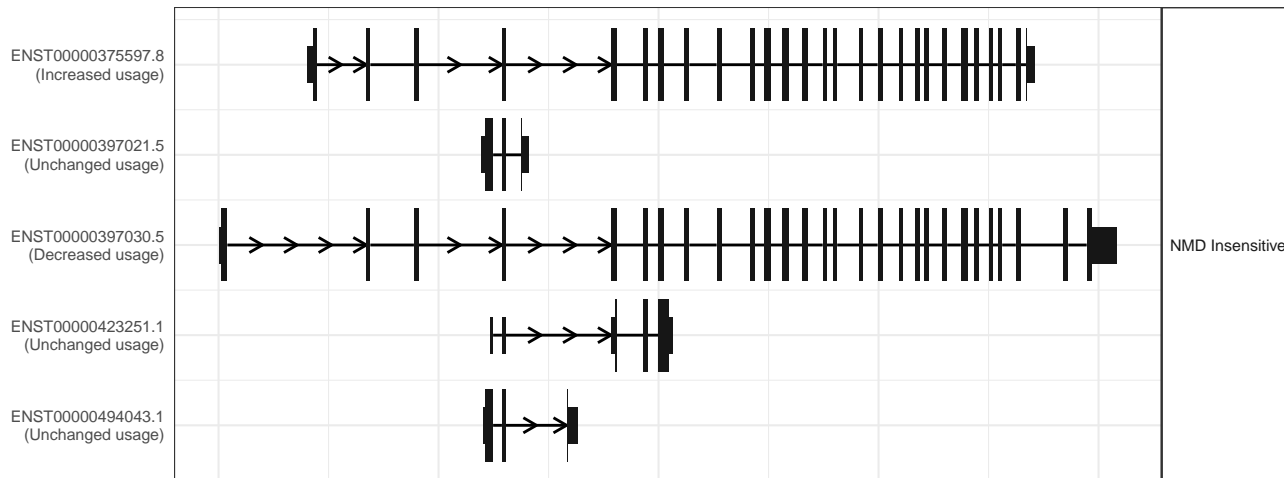 ENST00000375597.8
(Increased usage)
ENST00000397021.5
(Unchanged usage)
ENST00000397030.5
(Decreased usage)
NMD Insensitive
ENST00000423251.1
(Unchanged usage)
ENST00000494043.1
(Unchanged usage)